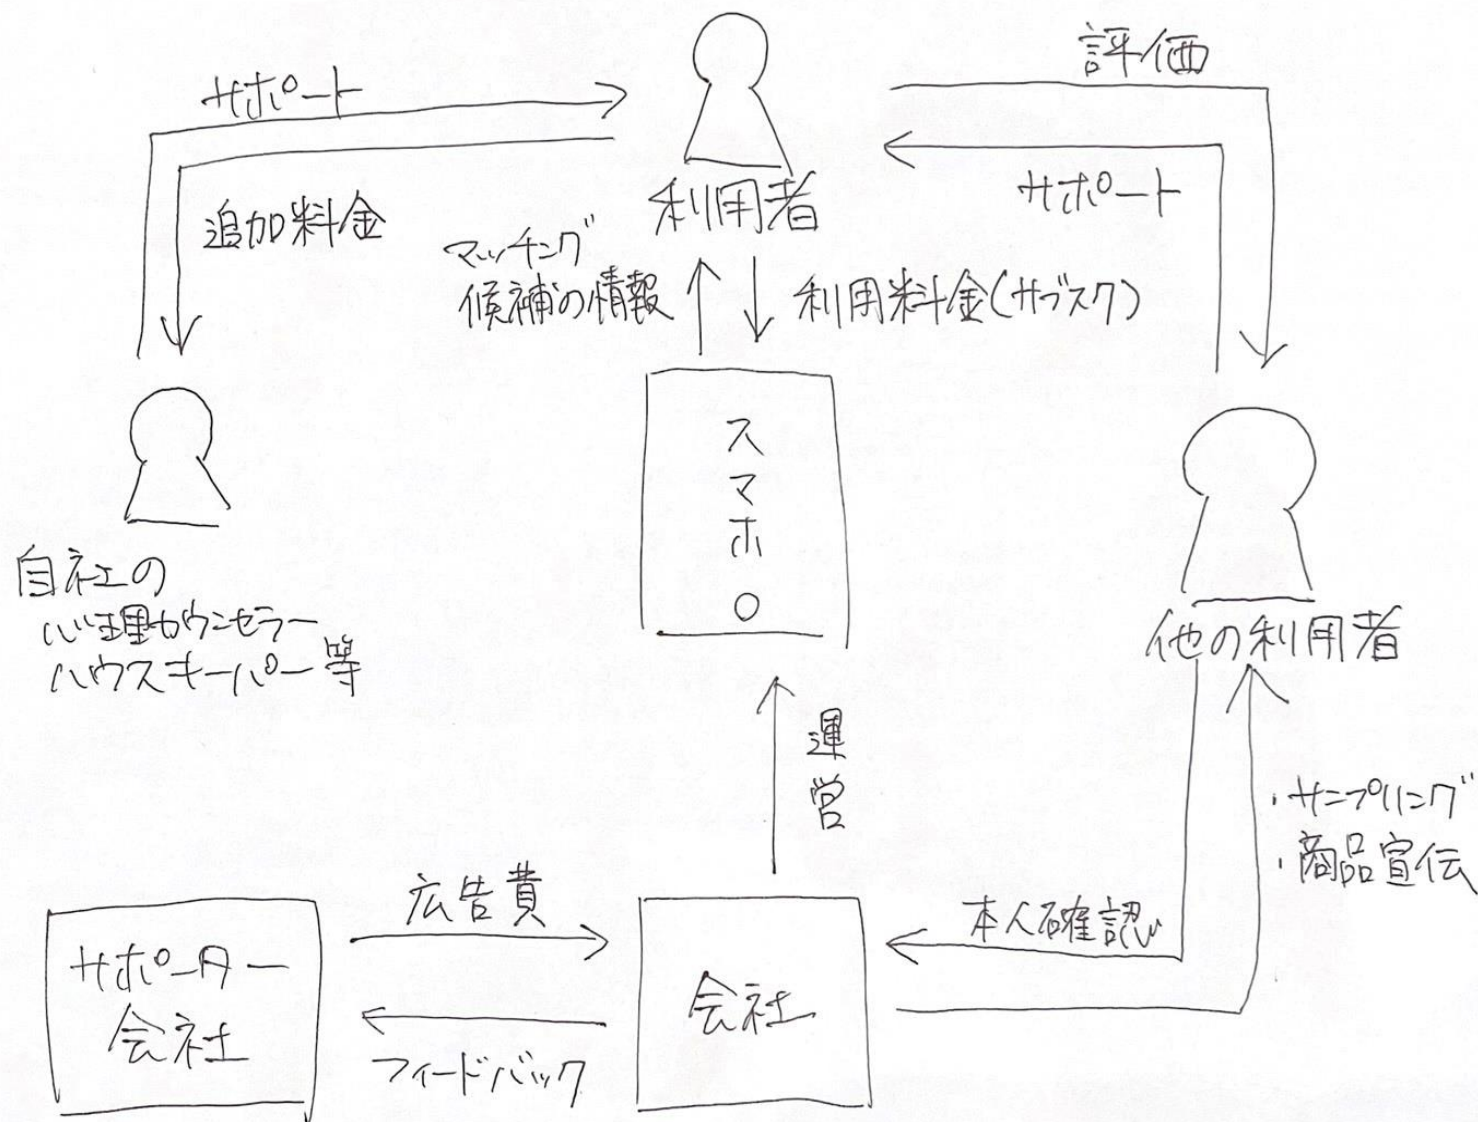 評価
サポート
利用者
サポート
追加料金
マッチング
候補の情報
利用料金(サブスク)
スマホ
自社の
心理カウンセラー
ハウスキーパー等
他の利用者
運営
・サンプリング
・商品宣伝
広告費
本人確認
サポーター
会社
会社
フィードバック